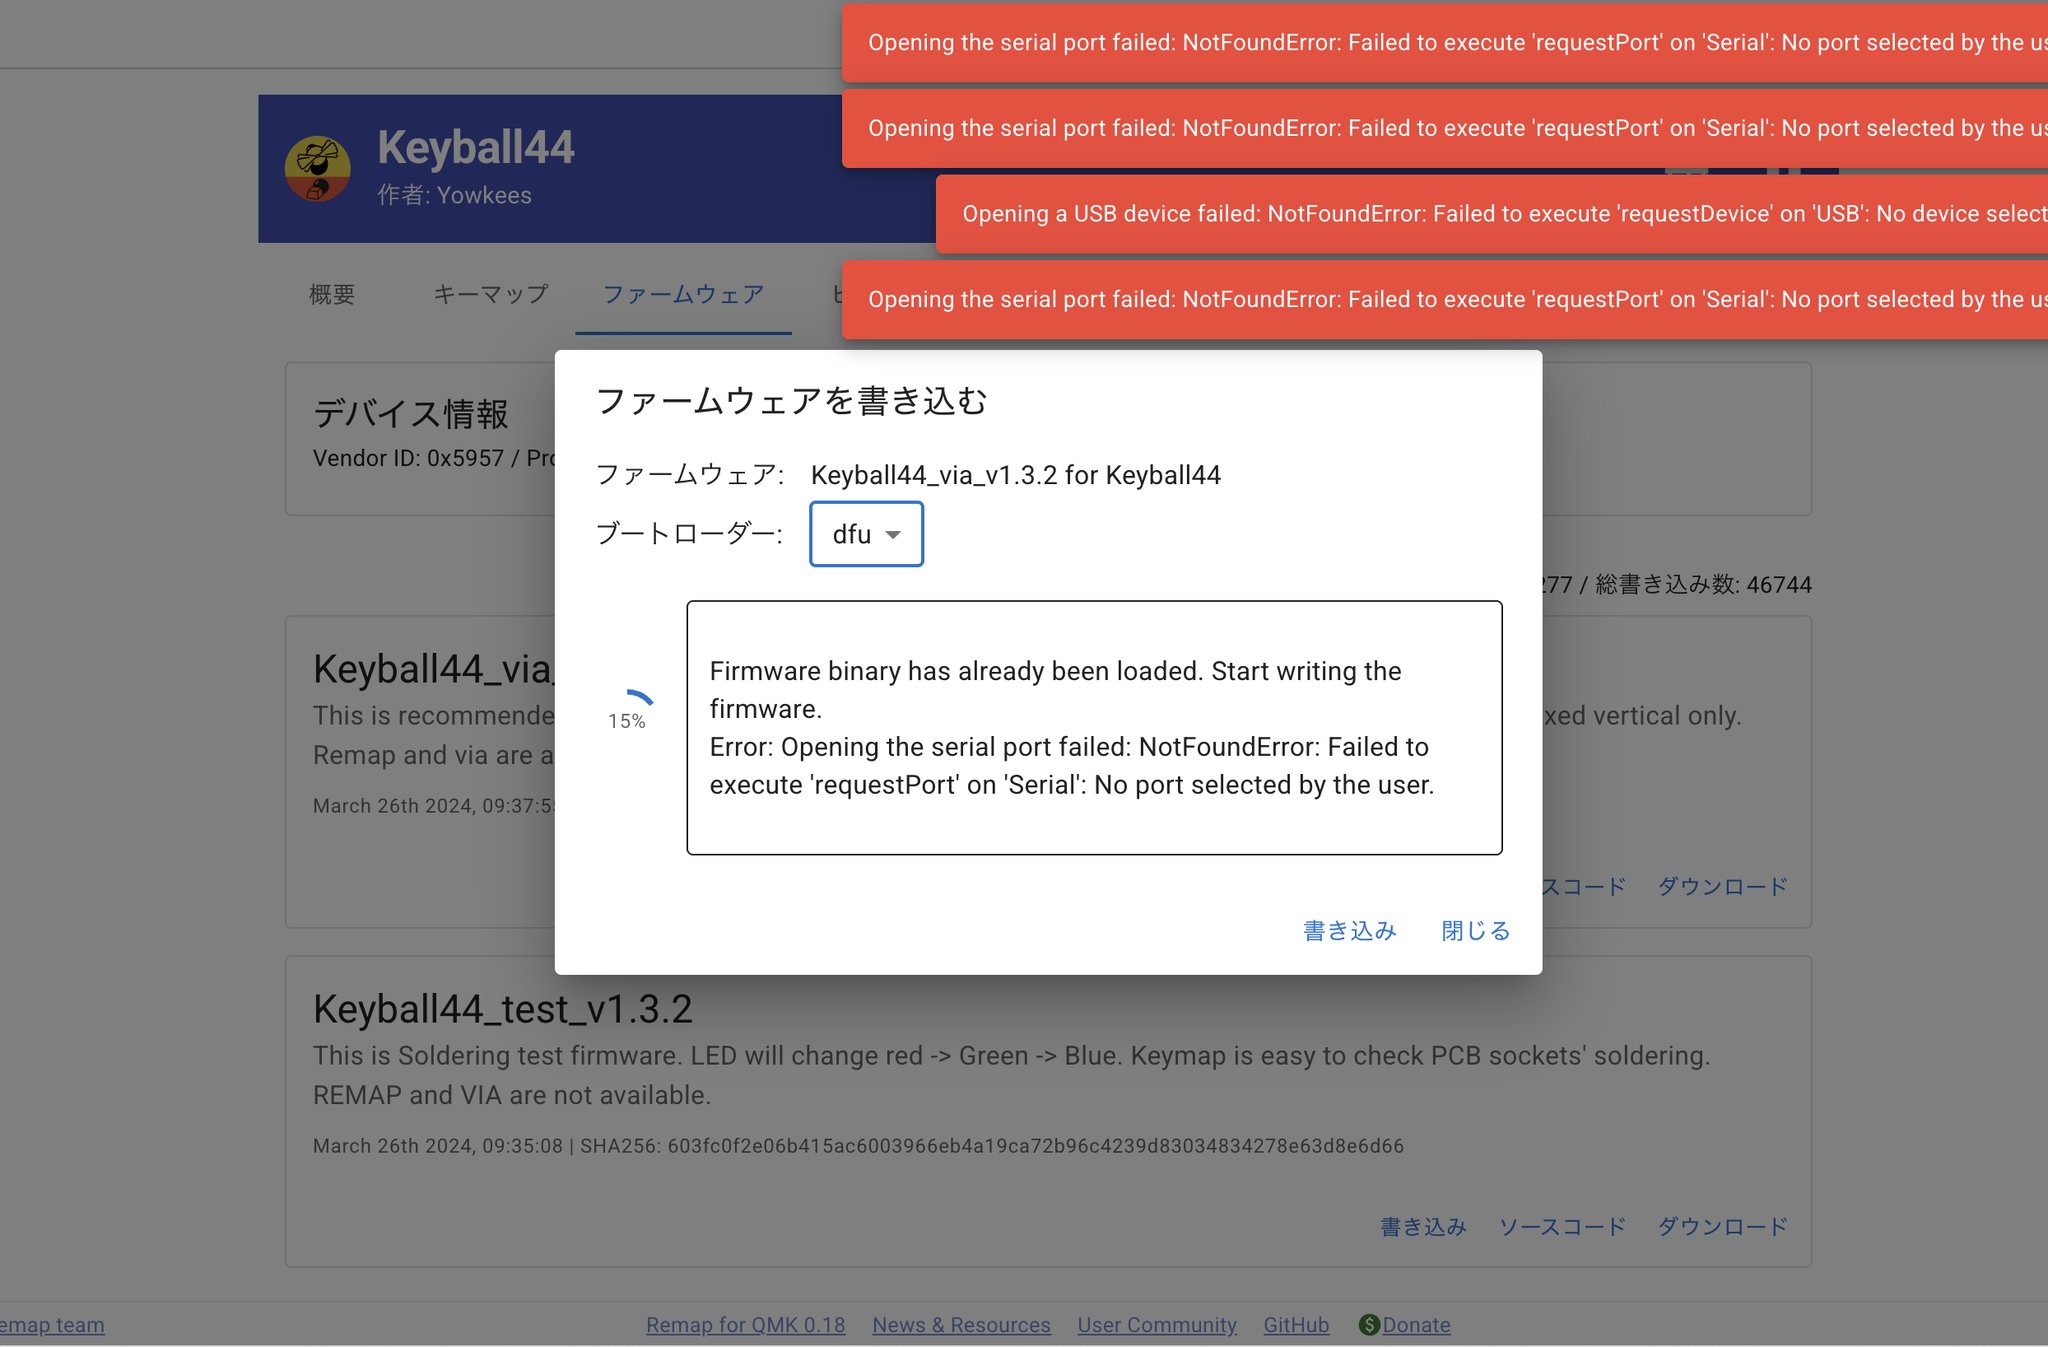 Opening the serial port failed: NotFoundError: Failed to execute 'requestPort' on 'Serial': No port selected by the
Opening the serial port failed: NotFoundError: Failed to execute 'requestPort' on 'Serial': No port selected by the
Opening a USB device failed: NotFoundError: Failed to execute 'requestDevice' on 'USB': No device
Opening the serial port failed: NotFoundError: Failed to execute 'requestPort' on 'Serial': No port selected by the
Keyball44
作者: Yowkees
概要
キーマップ
ファームウェア
デバイス情報
Vendor ID: 0x5957 /
ファームウェアを書き込む
ファームウェア: Keyball44_via_v1.3.2 for Keyball44
ブートローダー: dfu
277 / 総書き込み数: 46744
Keyball44_via_
This is recommende
xed vertical only.
Remap and via are a
March 26th 2024, 09:37:5
15%
Firmware binary has already been loaded. Start writing the
firmware.
Error: Opening the serial port failed: NotFoundError: Failed to
execute 'requestPort' on 'Serial': No port selected by the user.
スコード ダウンロード
書き込み 閉じる
Keyball44_test_v1.3.2
This is Soldering test firmware. LED will change red -> Green -> Blue. Keymap is easy to check PCB sockets' soldering.
REMAP and VIA are not available.
March 26th 2024, 09:35:08 | SHA256: 603fc0f2e06b415ac6003966eb4a19ca72b96c4239d83034834278e63d8e6d66
書き込み ソースコード ダウンロード
emap team
Remap for QMK 0.18 News & Resources User Community GitHub $ Donate